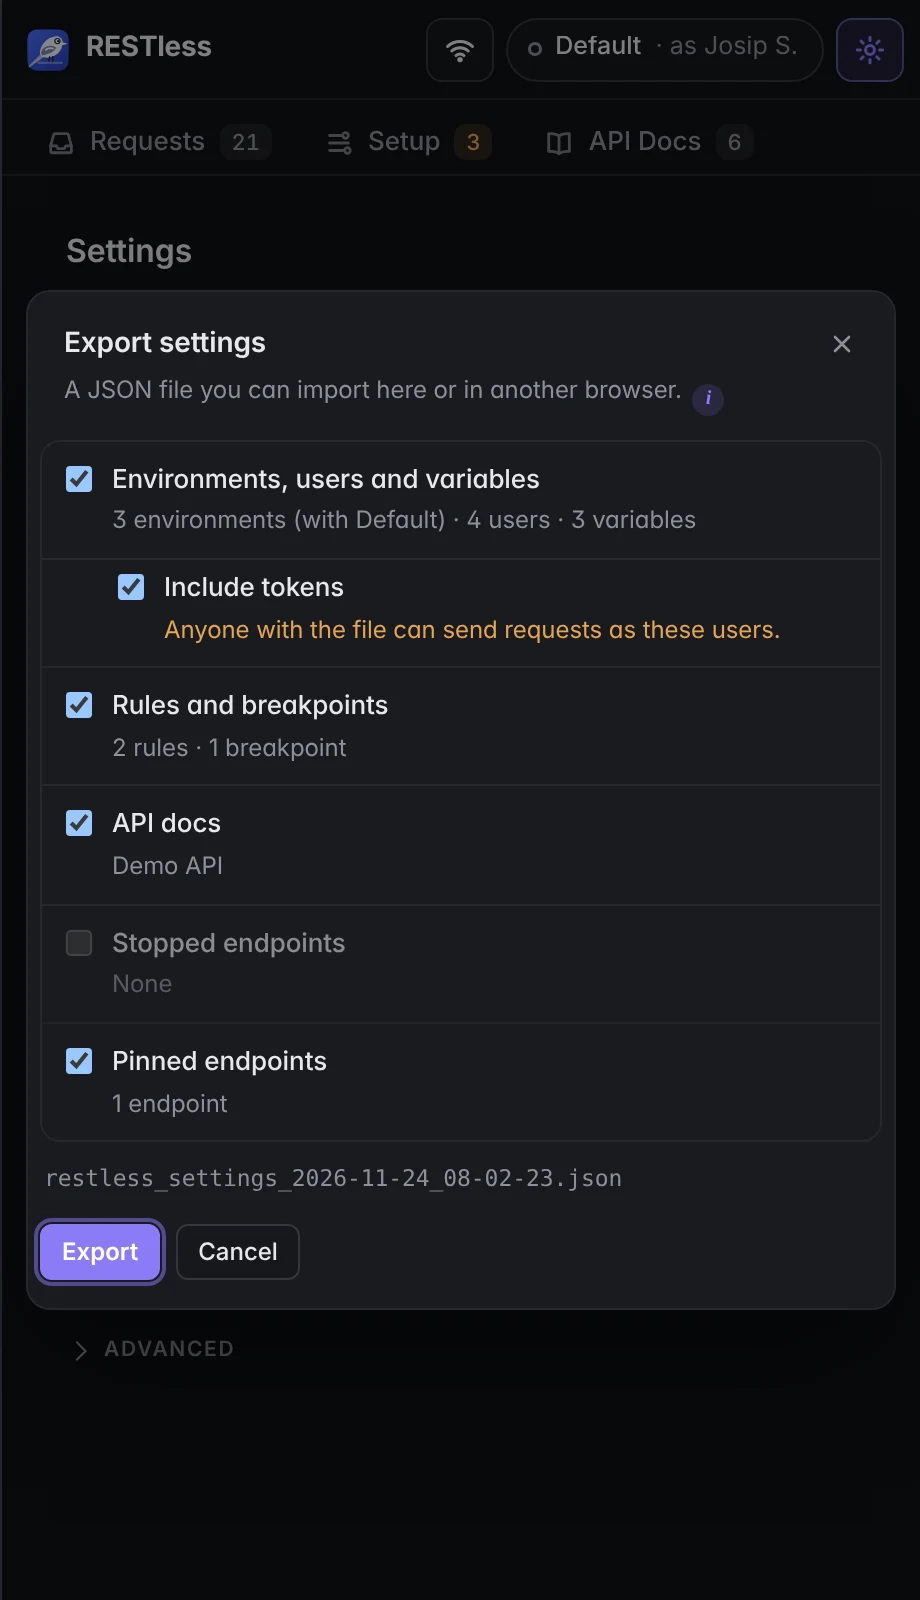 RESTless
Default · as Josip S.
Requests 21
Setup 3
API Docs 6
Settings
Export settings
A JSON file you can import here or in another browser. i
Environments, users and variables
3 environments (with Default) · 4 users · 3 variables
Include tokens
Anyone with the file can send requests as these users.
Rules and breakpoints
2 rules · 1 breakpoint
API docs
Demo API
Stopped endpoints
None
Pinned endpoints
1 endpoint
restless_settings_2026-11-24_08-02-23.json
Export
Cancel
ADVANCED